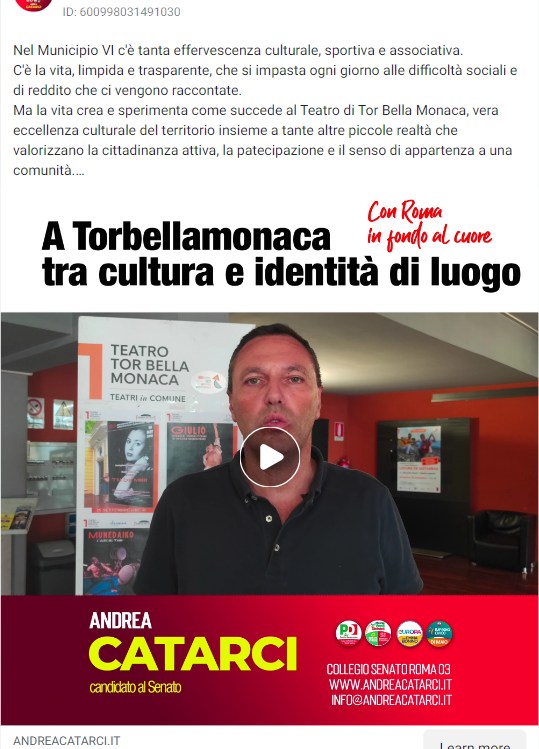 ID: 600998031491030
Nel Municipio VI c'è tanta effervescenza culturale, sportiva e associativa.
C'è la vita, limpida e trasparente, che si impasta ogni giorno alle difficoltà sociali e
di reddito che ci vengono raccontate.
Ma la vita crea e sperimenta come succede al Teatro di Tor Bella Monaca, vera
eccellenza culturale del territorio insieme a tante altre piccole realtà che
valorizzano la cittadinanza attiva, la patecipazione e il senso di appartenza a una
comunità....
Con Roma
in fondo al cuore
A Torbellamonaca
tra cultura e identità di luogo
TEATRO
TOR BELLA
MONACA
TEATRI in COMUNE
GIULIO
MUREDAIKO
ANDREA
CATARCI
candidato al Senato
PD
EUROPA
COLLEGIO SENATO ROMA 03
WWW.ANDREACATARCI.IT
INFO@ANDREACATARCI.IT
ANDREACATARCI.IT
Learn more